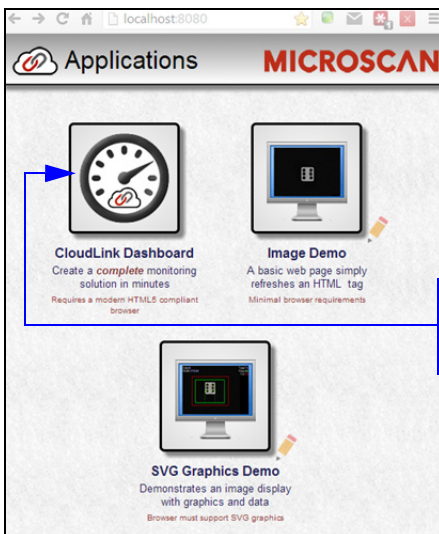 localhost:8080
Applications
MICROSCAN
CloudLink Dashboard
Create a complete monitoring
solution in minutes
Requires a modern HTML5 compliant
browser
Image Demo
A basic web page simply
refreshes an HTML tag
Minimal browser requirements
SVG Graphics Demo
Demonstrates an image display
with graphics and data
Browser must support SVG graphics